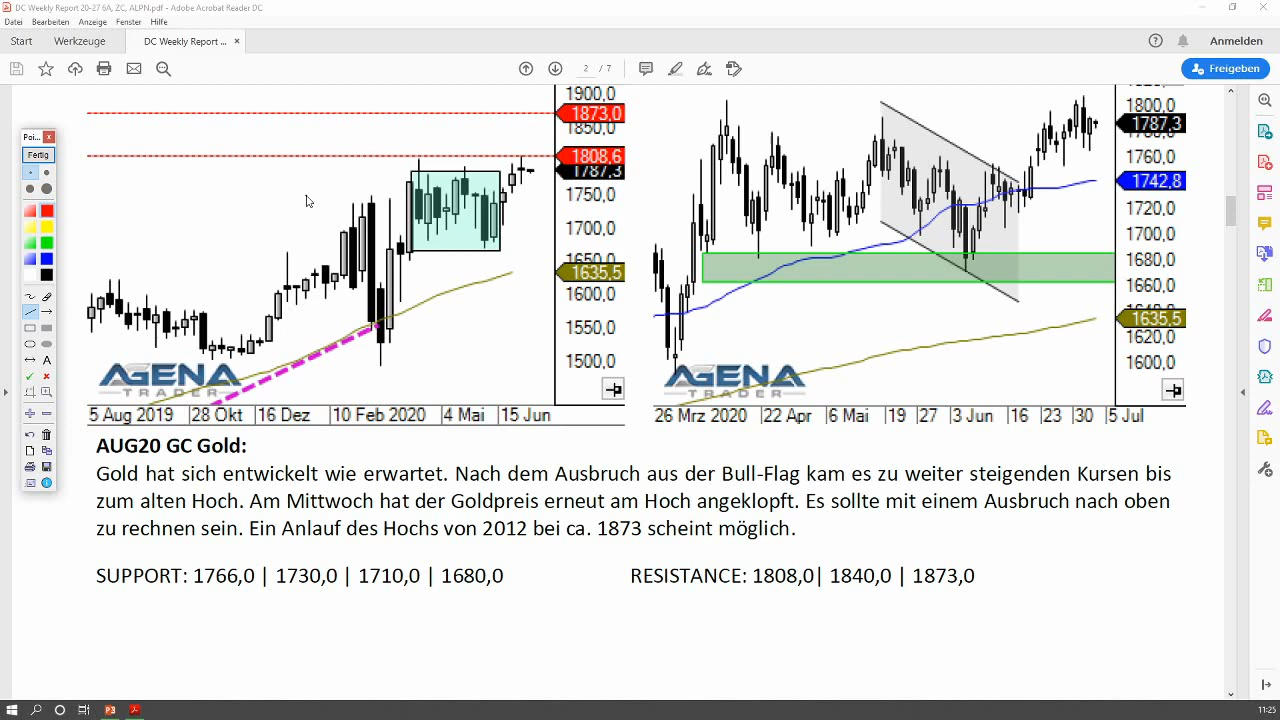 DC Weekly Report 20-27 6A, ZC, ALPN.pdf - Adobe Acrobat Reader DC
Datei Bearbeiten Anzeige Fenster Hilfe
Start Werkzeuge DC Weekly Report ... × Anmelden
2 / 7 Freigeben
1900,0
1873,0
1850,0
1808,6
1787,3
1750,0
1700,0
1650,0
1635,5
1600,0
1550,0
1500,0
AGENA
TRADER
5 Aug 2019 28 Okt 16 Dez 10 Feb 2020 4 Mai 15 Jun
1800,0
1787,3
1760,0
1742,8
1720,0
1700,0
1680,0
1660,0
1635,5
1620,0
1600,0
AGENA
TRADER
26 Mrz 2020 22 Apr 6 Mai 19 27 3 Jun 16 23 30 5 Jul
Poi...
Fertig
AUG20 GC Gold:
Gold hat sich entwickelt wie erwartet. Nach dem Ausbruch aus der Bull-Flag kam es zu weiter steigenden Kursen bis
zum alten Hoch. Am Mittwoch hat der Goldpreis erneut am Hoch angeklopft. Es sollte mit einem Ausbruch nach oben
zu rechnen sein. Ein Anlauf des Hochs von 2012 bei ca. 1873 scheint möglich.
SUPPORT: 1766,0 | 1730,0 | 1710,0 | 1680,0 RESISTANCE: 1808,0| 1840,0 | 1873,0
11:25